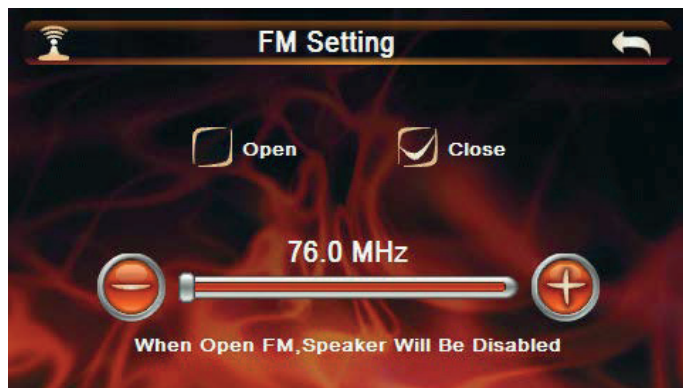 FM Setting
Open Close
76.0 MHz
When Open FM,Speaker Will Be Disabled